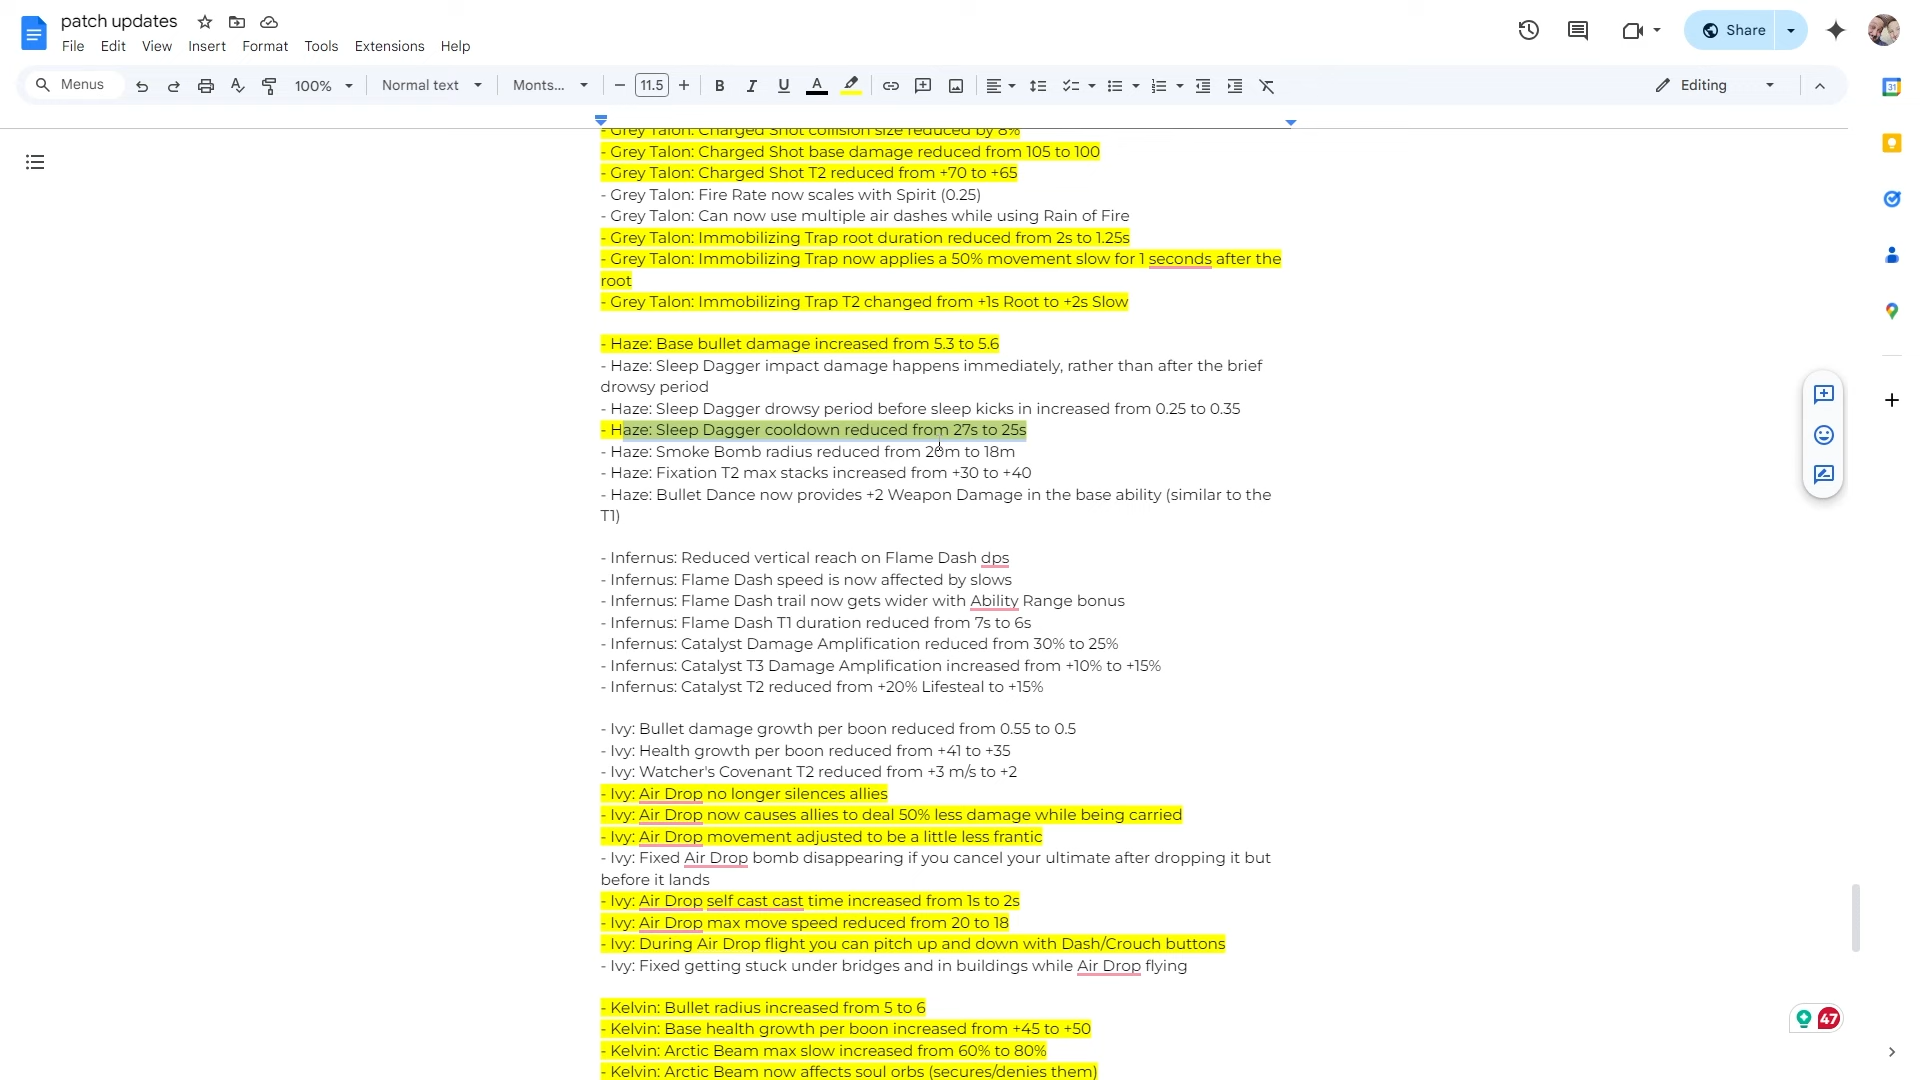 patch updates
File Edit View Insert Format Tools Extensions Help
Share
Menus 100% Normal text Monts... 11.5 B I U A Editing
31
- Grey Talon: Charged Shot collision size reduced by 8%
- Grey Talon: Charged Shot base damage reduced from 105 to 100
- Grey Talon: Charged Shot T2 reduced from +70 to +65
- Grey Talon: Fire Rate now scales with Spirit (0.25)
- Grey Talon: Can now use multiple air dashes while using Rain of Fire
- Grey Talon: Immobilizing Trap root duration reduced from 2s to 1.25s
- Grey Talon: Immobilizing Trap now applies a 50% movement slow for 1 seconds after the
root
- Grey Talon: Immobilizing Trap T2 changed from +1s Root to +2s Slow
- Haze: Base bullet damage increased from 5.3 to 5.6
- Haze: Sleep Dagger impact damage happens immediately, rather than after the brief
drowsy period
- Haze: Sleep Dagger drowsy period before sleep kicks in increased from 0.25 to 0.35
- Haze: Sleep Dagger cooldown reduced from 27s to 25s
- Haze: Smoke Bomb radius reduced from 20m to 18m
- Haze: Fixation T2 max stacks increased from +30 to +40
- Haze: Bullet Dance now provides +2 Weapon Damage in the base ability (similar to the
T1)
- Infernus: Reduced vertical reach on Flame Dash dps
- Infernus: Flame Dash speed is now affected by slows
- Infernus: Flame Dash trail now gets wider with Ability Range bonus
- Infernus: Flame Dash T1 duration reduced from 7s to 6s
- Infernus: Catalyst Damage Amplification reduced from 30% to 25%
- Infernus: Catalyst T3 Damage Amplification increased from +10% to +15%
- Infernus: Catalyst T2 reduced from +20% Lifesteal to +15%
- Ivy: Bullet damage growth per boon reduced from 0.55 to 0.5
- Ivy: Health growth per boon reduced from +41 to +35
- Ivy: Watcher's Covenant T2 reduced from +3 m/s to +2
- Ivy: Air Drop no longer silences allies
- Ivy: Air Drop now causes allies to deal 50% less damage while being carried
- Ivy: Air Drop movement adjusted to be a little less frantic
- Ivy: Fixed Air Drop bomb disappearing if you cancel your ultimate after dropping it but
before it lands
- Ivy: Air Drop self cast cast time increased from 1s to 2s
- Ivy: Air Drop max move speed reduced from 20 to 18
- Ivy: During Air Drop flight you can pitch up and down with Dash/Crouch buttons
- Ivy: Fixed getting stuck under bridges and in buildings while Air Drop flying
- Kelvin: Bullet radius increased from 5 to 6
- Kelvin: Base health growth per boon increased from +45 to +50
- Kelvin: Arctic Beam max slow increased from 60% to 80%
- Kelvin: Arctic Beam now affects soul orbs (secures/denies them)
47